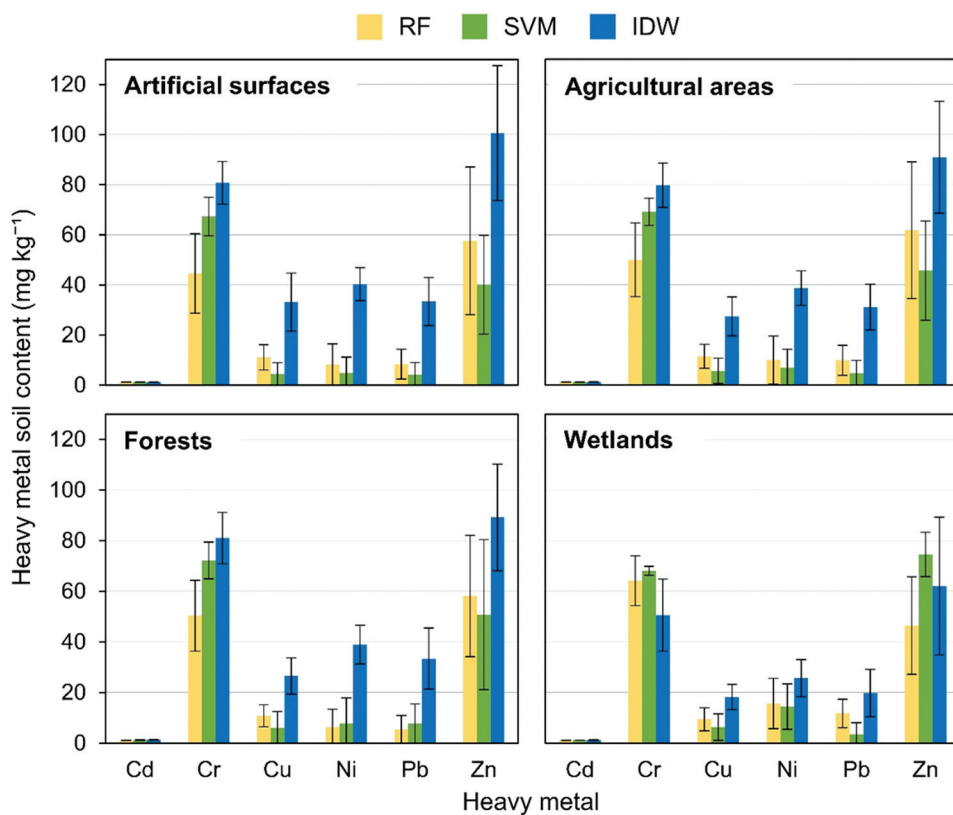 RF SVM IDW
Heavy metal soil content (mg kg⁻¹)
Artificial surfaces
120
100
80
60
40
20
0
Agricultural areas
Forests
120
100
80
60
40
20
0
Wetlands
Cd Cr Cu Ni Pb Zn
Cd Cr Cu Ni Pb Zn
Heavy metal